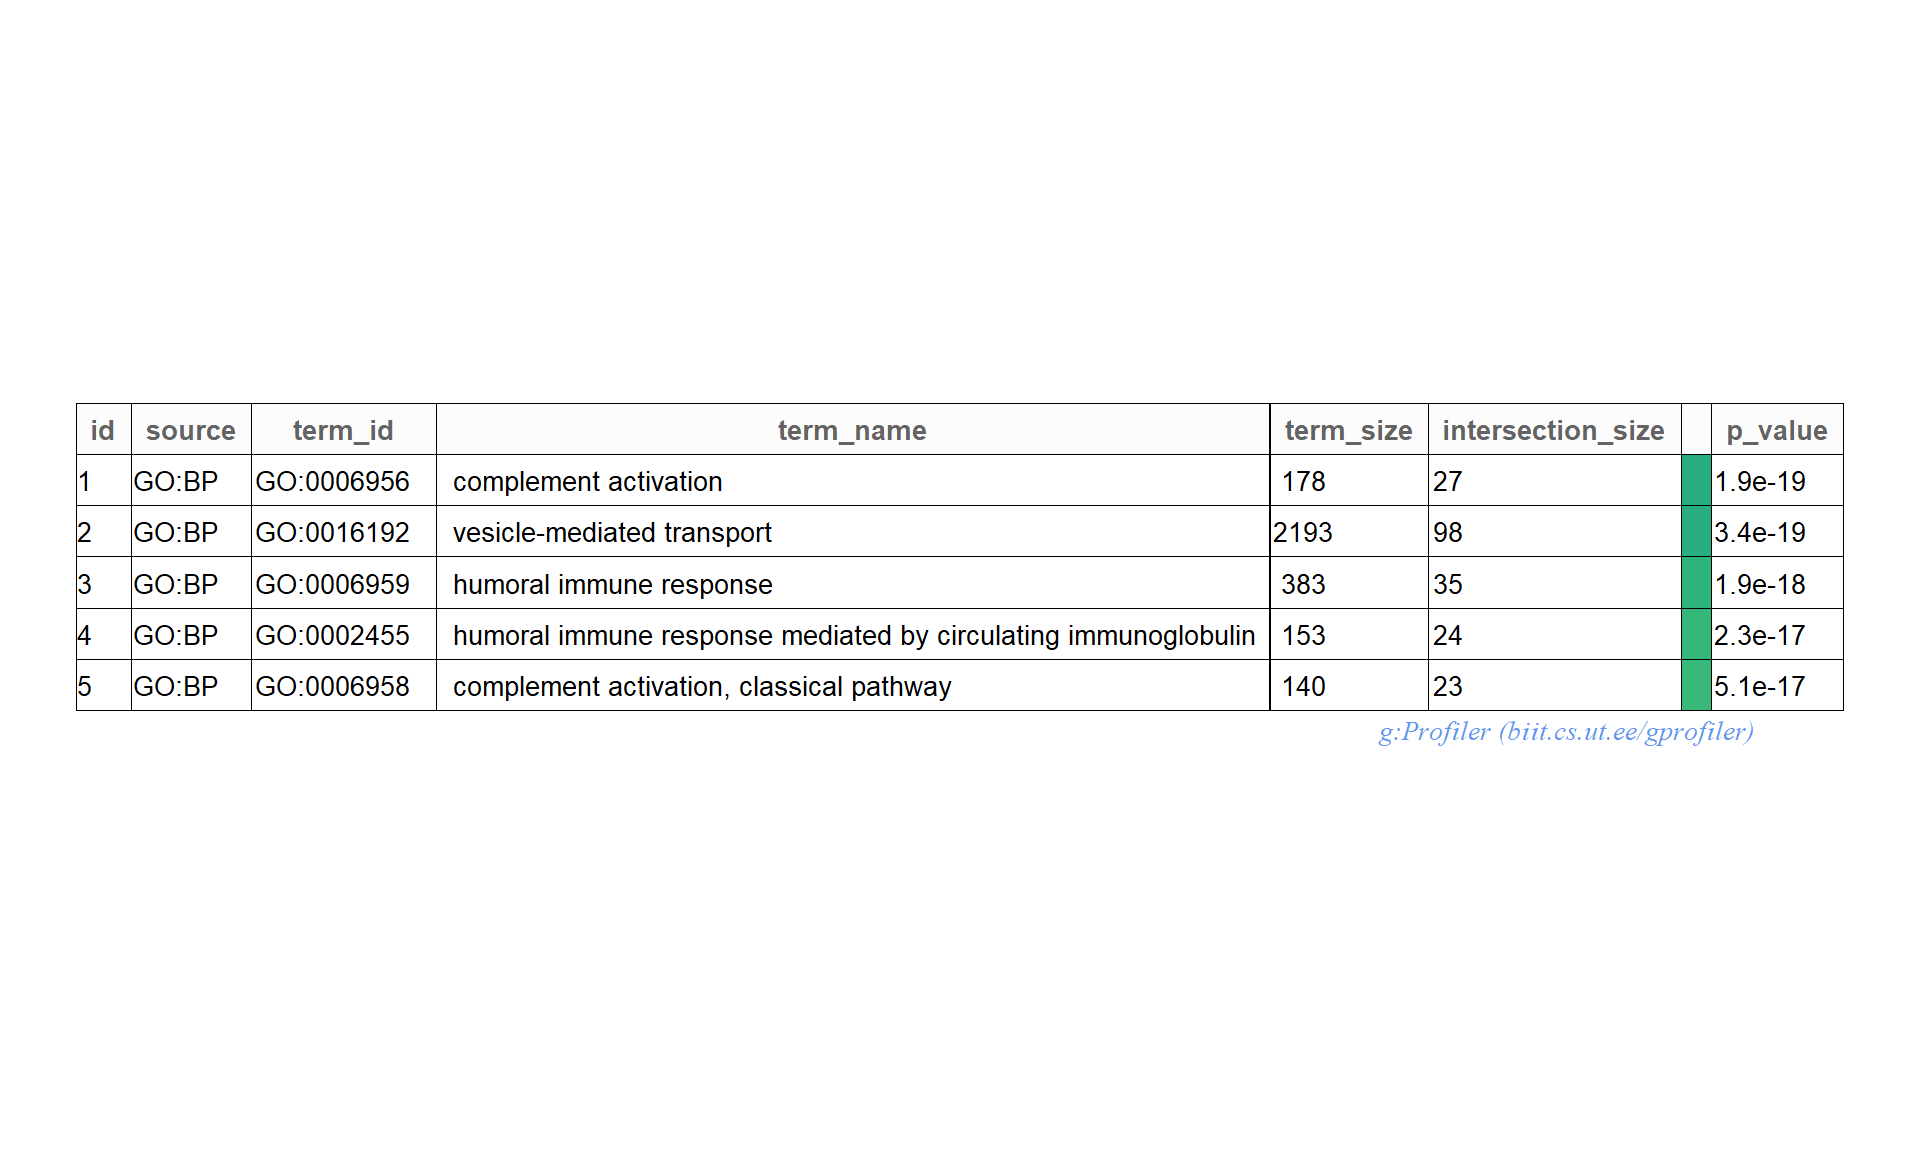 id source term_id term_name term_size intersection_size p_value
1 GO:BP GO:0006956 complement activation 178 27 1.9e-19
2 GO:BP GO:0016192 vesicle-mediated transport 2193 98 3.4e-19
3 GO:BP GO:0006959 humoral immune response 383 35 1.9e-18
4 GO:BP GO:0002455 humoral immune response mediated by circulating immunoglobulin 153 24 2.3e-17
5 GO:BP GO:0006958 complement activation, classical pathway 140 23 5.1e-17
g:Profiler (biit.cs.ut.ee/gprofiler)